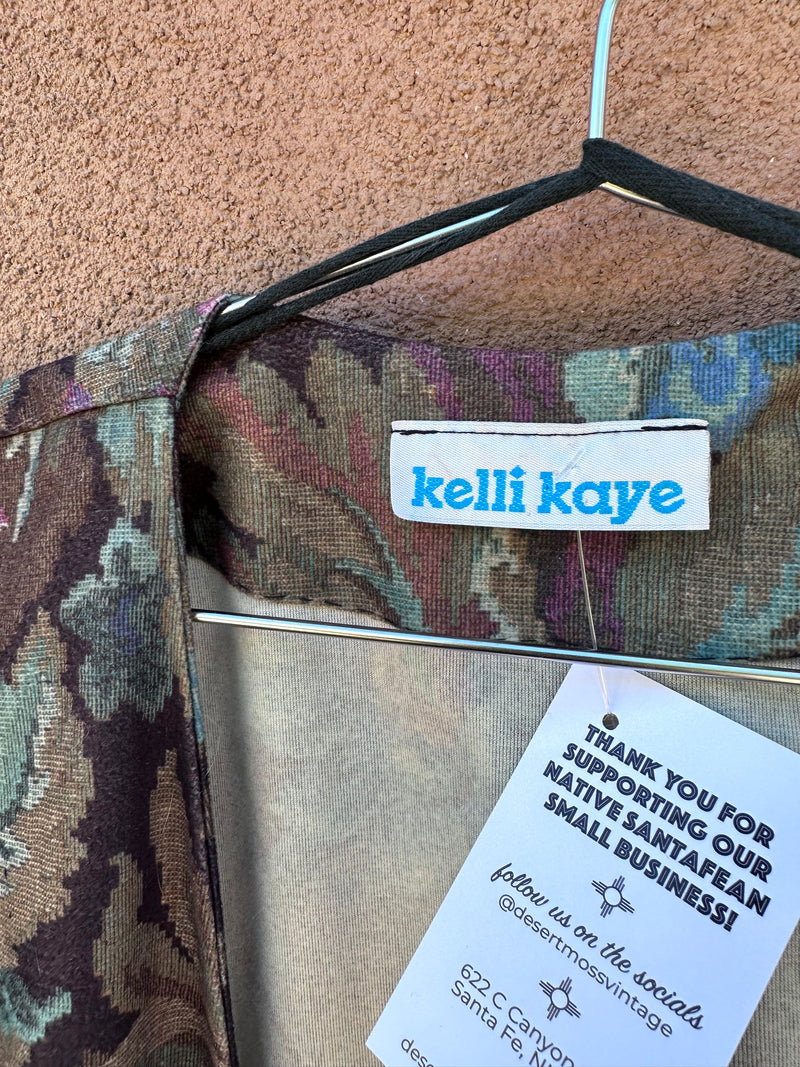 kelli kaye
THANK YOU FOR
SUPPORTING OUR
NATIVE SANTAFEAN
SMALL BUSINESS!
follow us on the socials
@desertmossvintage
622 C Canyon
Santa Fe,